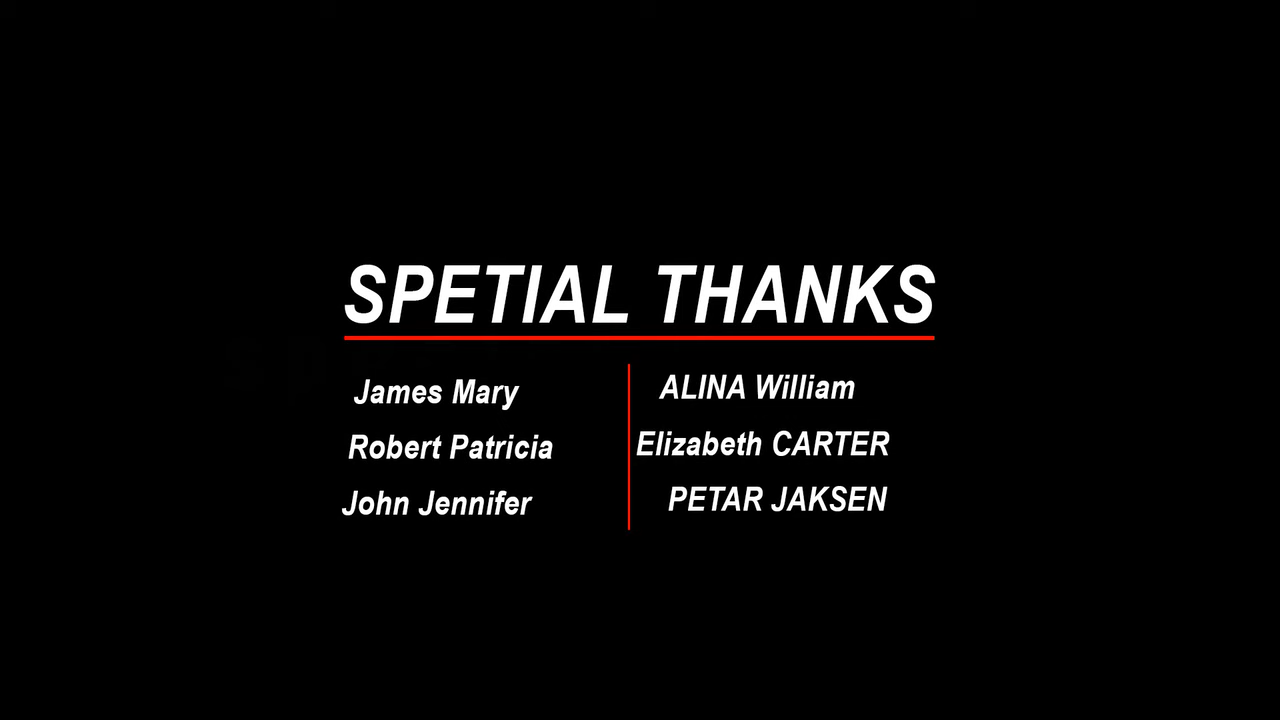 SPETIAL THANKS
James Mary
Robert Patricia
John Jennifer
ALINA William
Elizabeth CARTER
PETAR JAKSEN